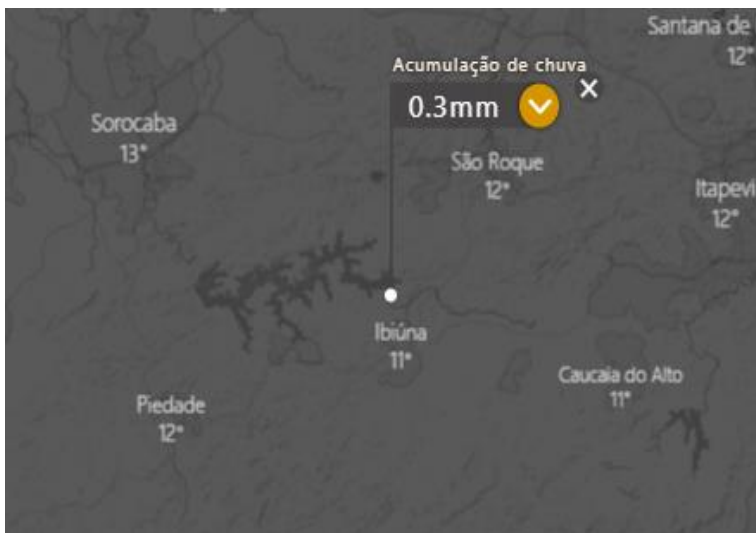 Santana de
12°
Acumulação de chuva
0.3mm
Sorocaba
13°
São Roque
12°
Itapevi
12°
Ibiúna
11°
Caucaia do Alto
11°
Piedade
12°